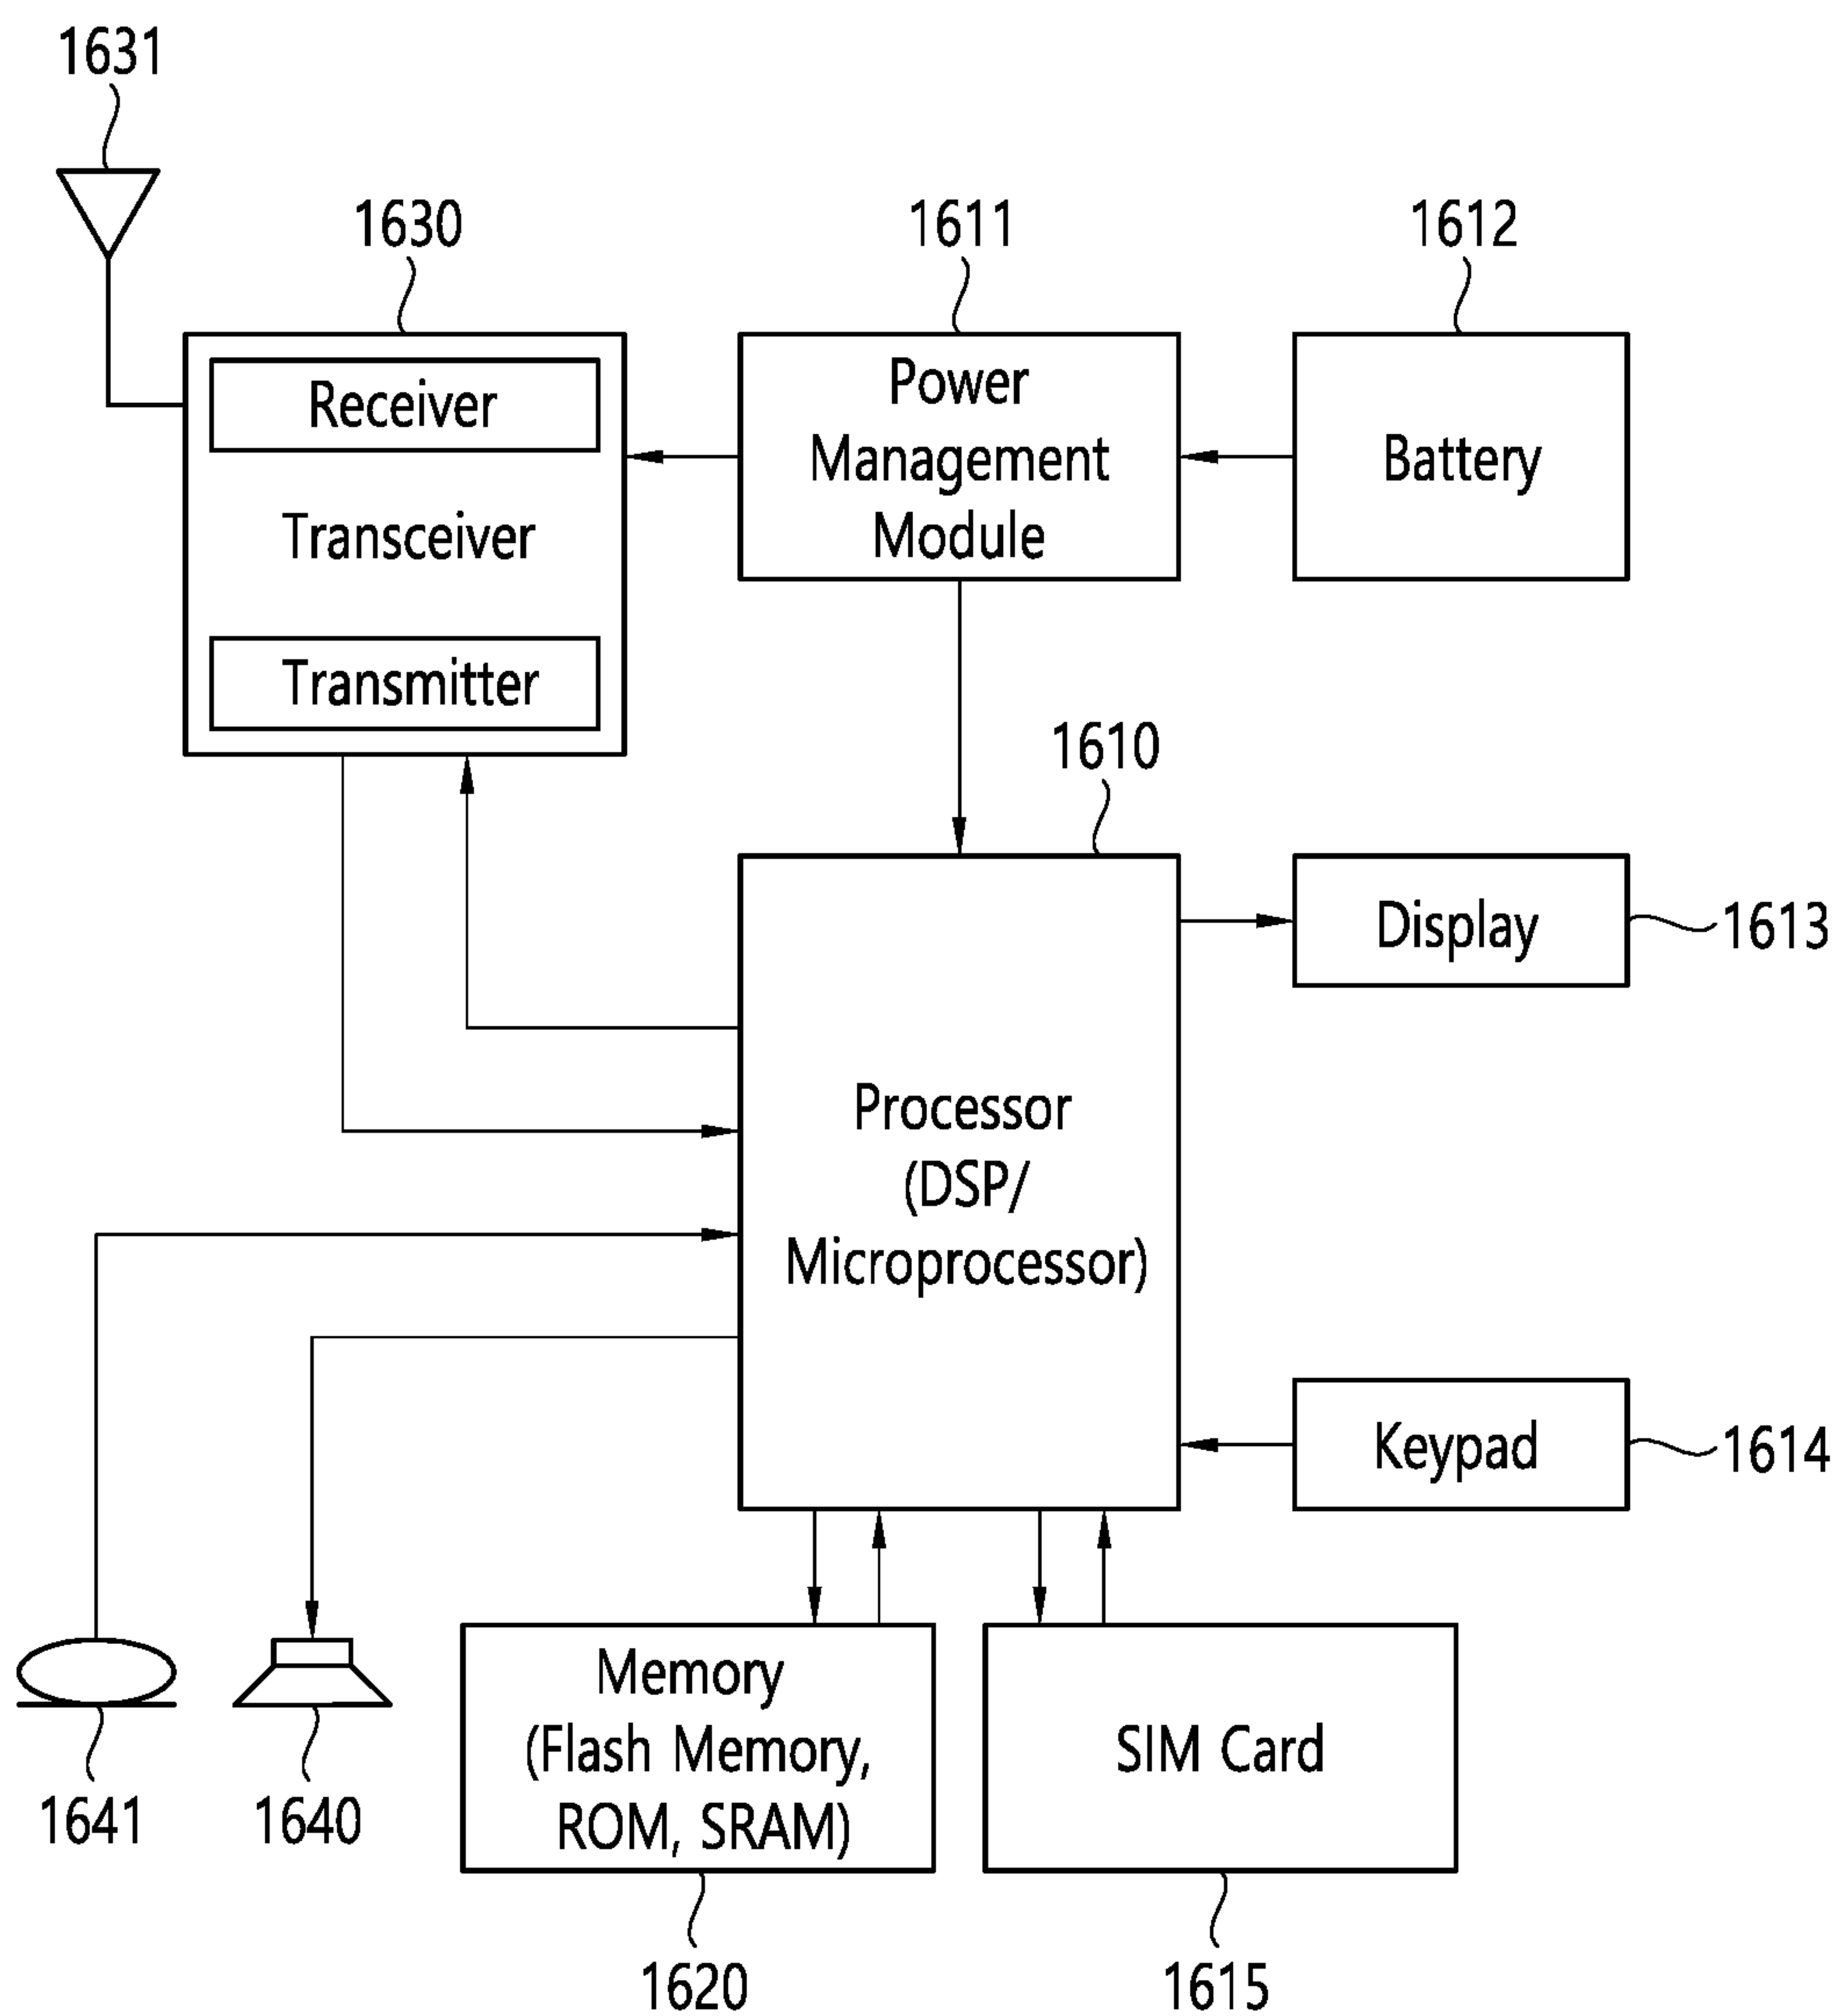 1631
1630
1611
1612
Receiver
Transceiver
Transmitter
Power
Management
Module
Battery
1610
Display
1613
Processor
(DSP/
Microprocessor)
Keypad
1614
Memory
(Flash Memory,
ROM, SRAM)
SIM Card
1641
1640
1620
1615